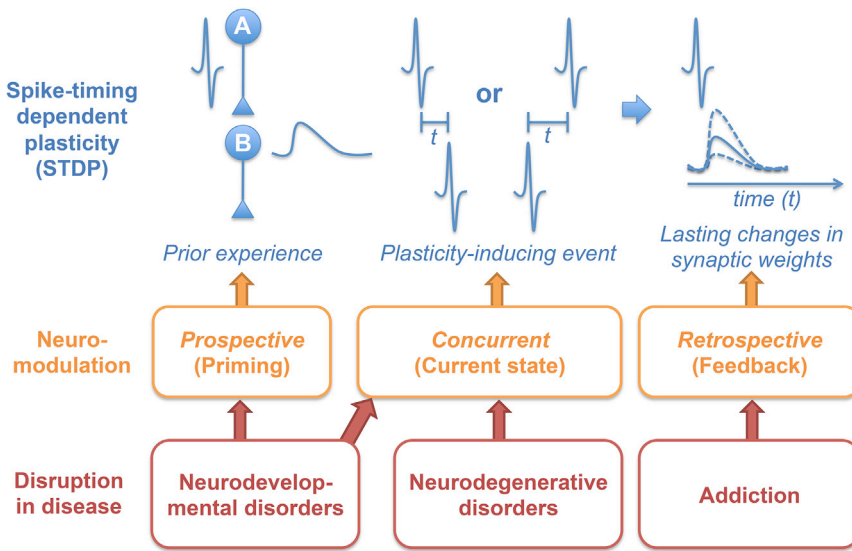 A
Spike-timing
dependent
plasticity
(STDP)
B
or
t
t
time (t)
Prior experience
Plasticity-inducing event
Lasting changes in
synaptic weights
Neuro-
modulation
Prospective
(Priming)
Concurrent
(Current state)
Retrospective
(Feedback)
Disruption
in disease
Neurodevelop-
mental disorders
Neurodegenerative
disorders
Addiction